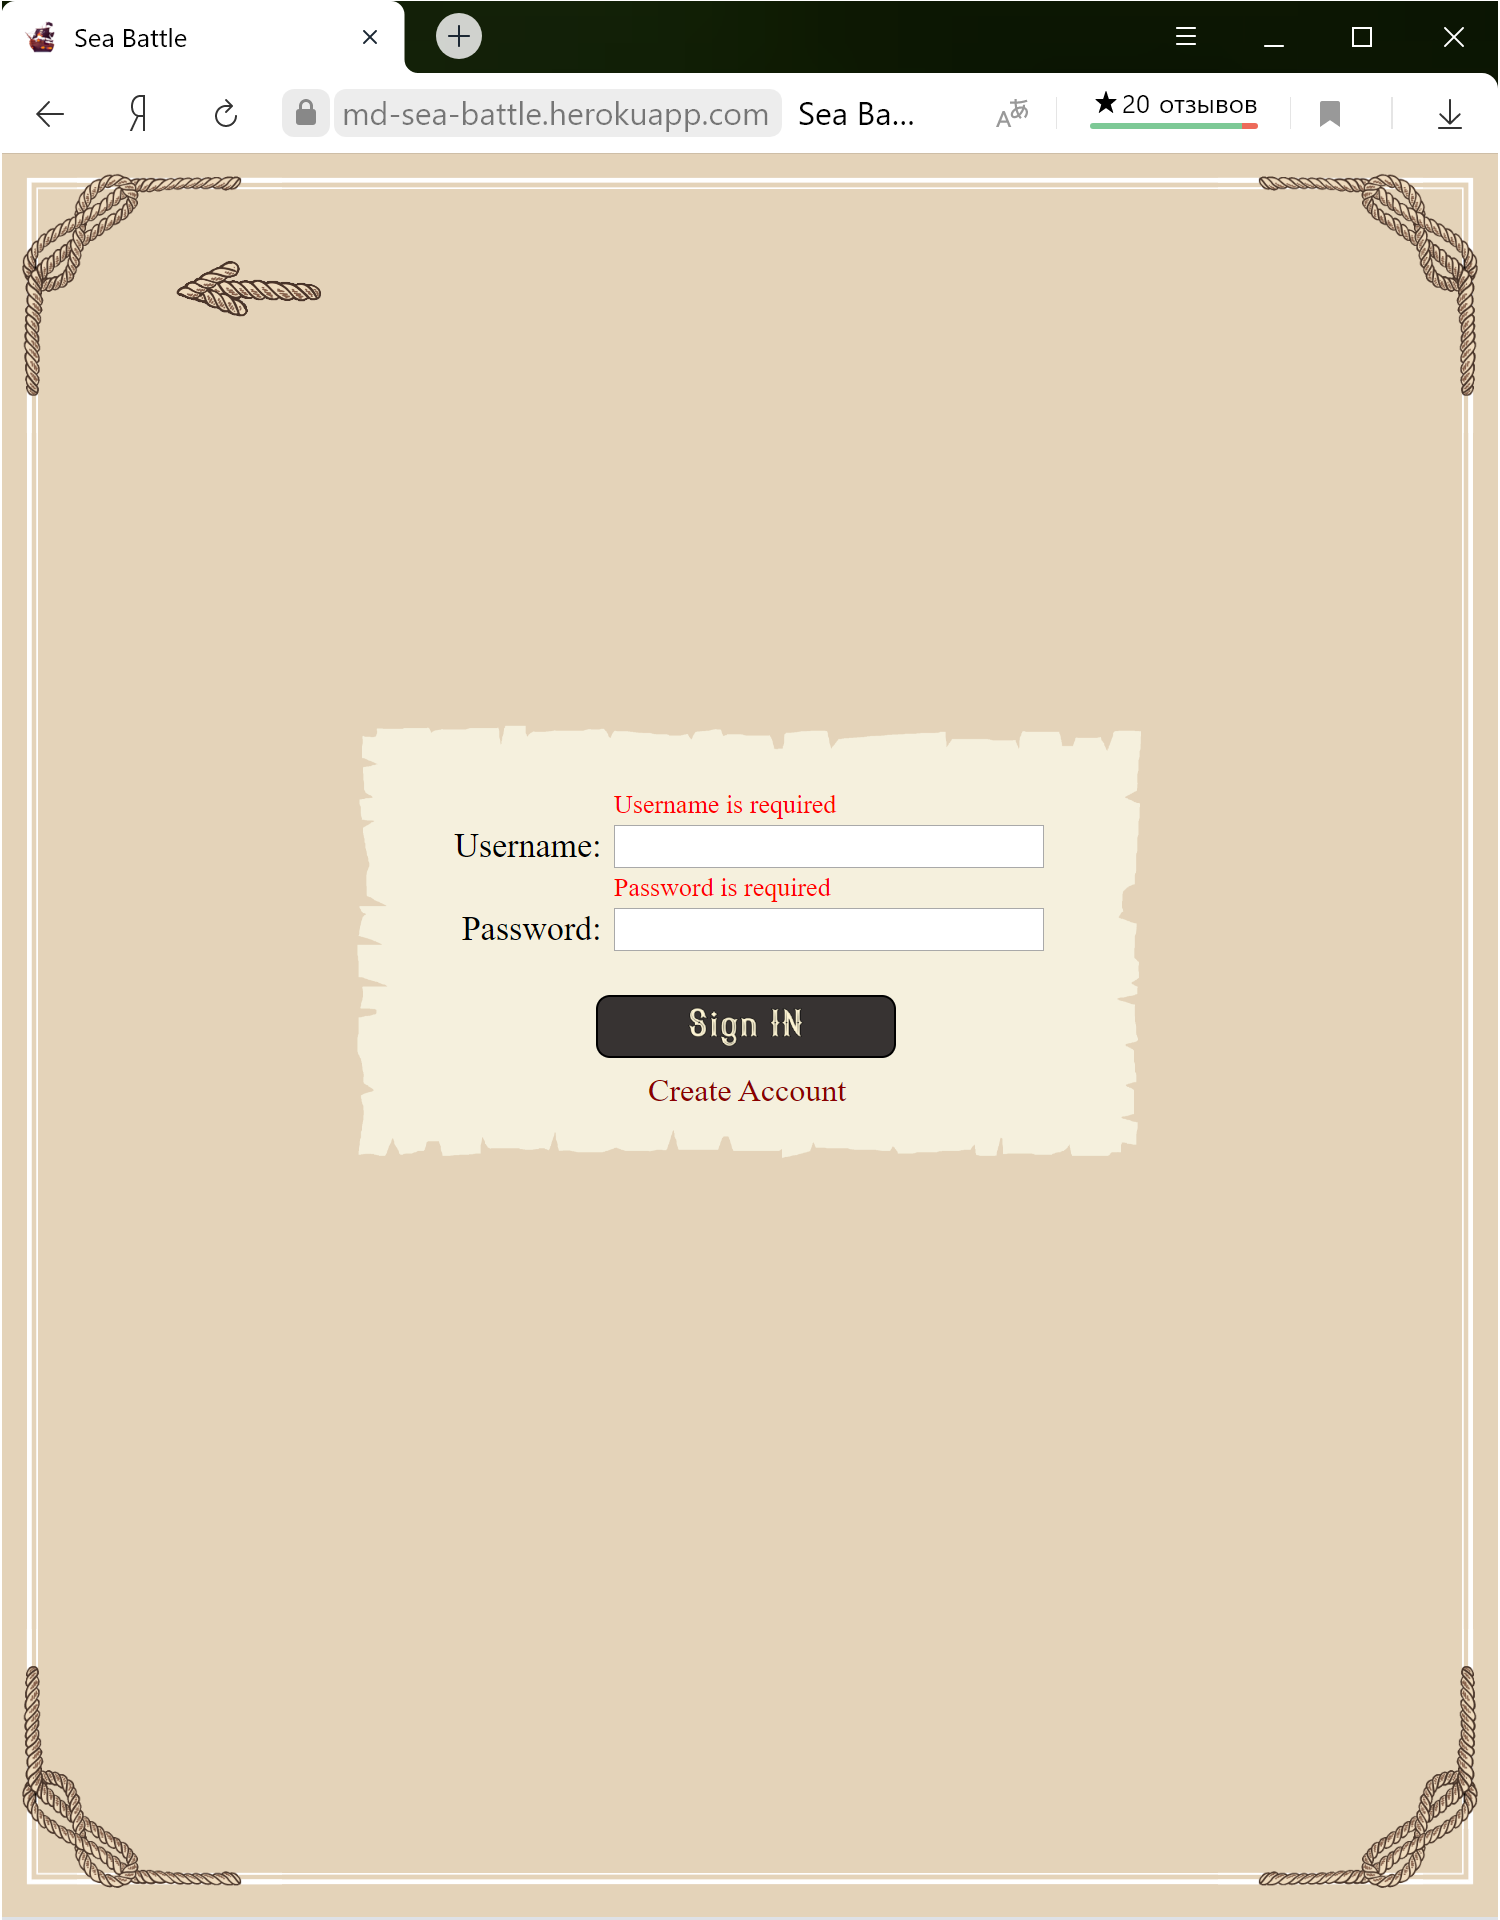 Sea Battle
Я
md-sea-battle.herokuapp.com Sea Ba... ★20 отзывов
Username is required
Username:
Password is required
Password:
Sign IN
Create Account